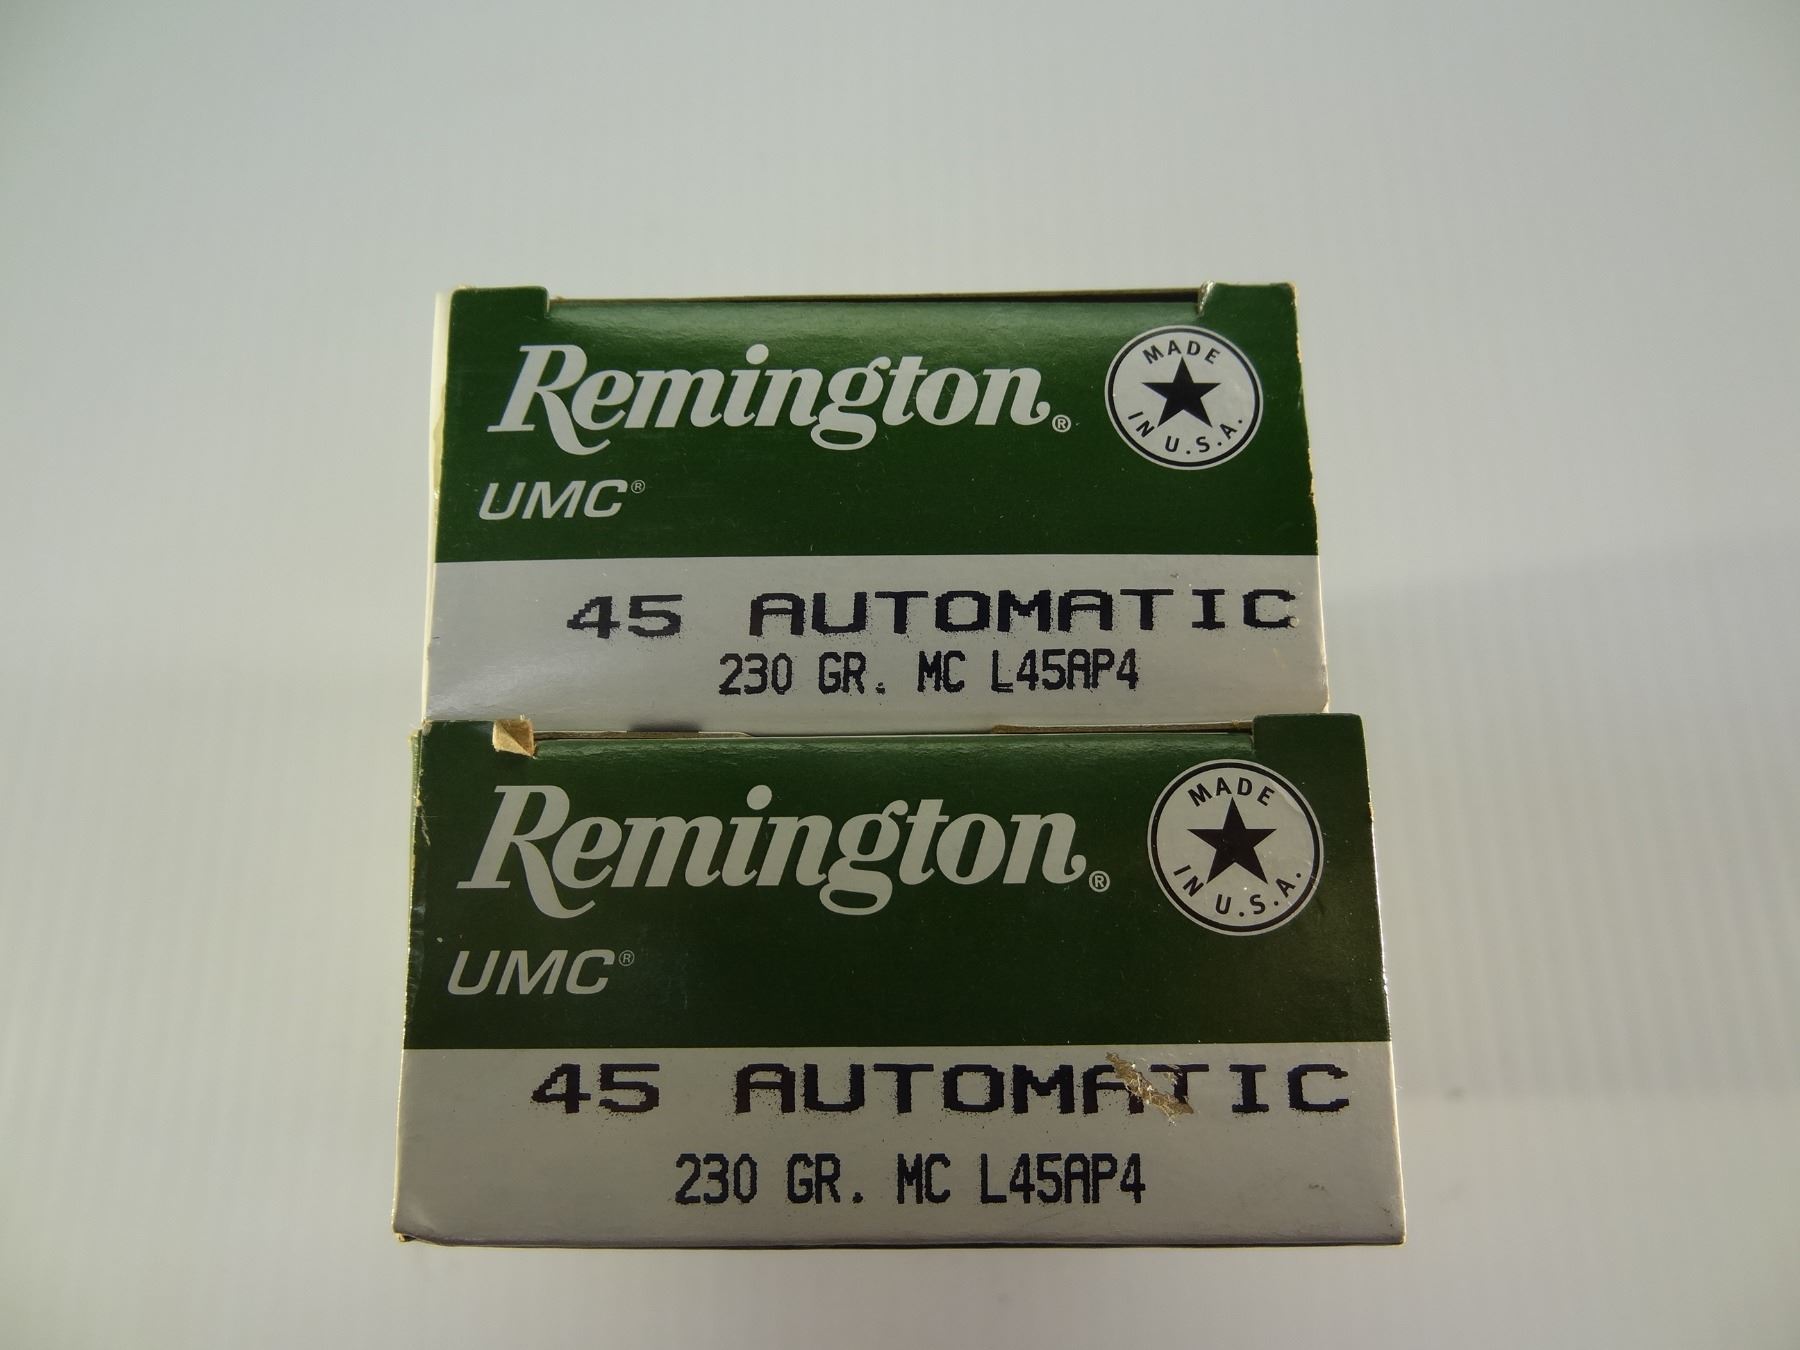 Remington®
MADE
IN U.S.A.
UMC®
45 AUTOMATIC
230 GR. MC L45AP4
Remington®
MADE
IN U.S.A.
UMC®
45 AUTOMATIC
230 GR. MC L45AP4